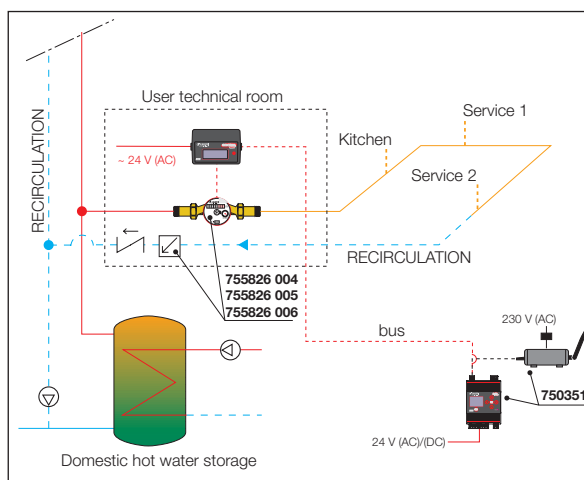 User technical room
Service 1
Kitchen
~ 24 V (AC)
Service 2
RECIRCULATION
RECIRCULATION
755826 004
755826 005
755826 006
bus
230 V (AC)
750351
24 V (AC)/(DC)
Domestic hot water storage